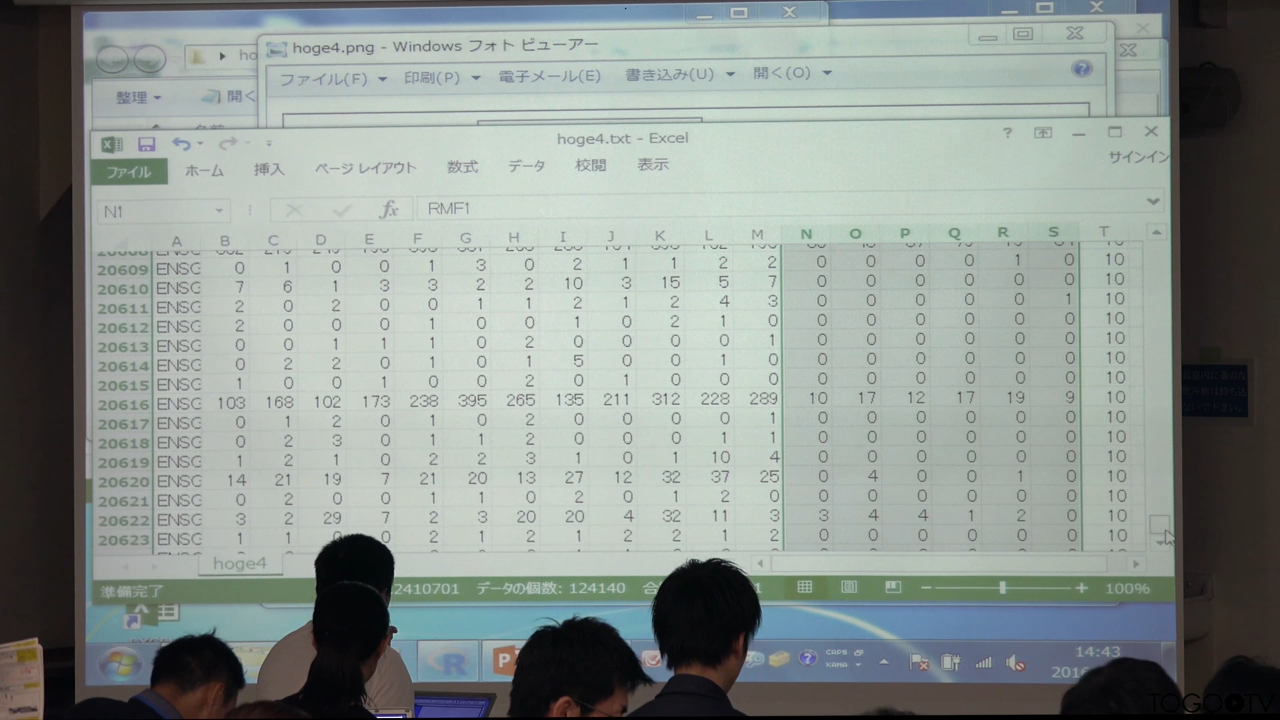 hoge4.png - Windows フォト ビューアー
ho
ファイル(F) 印刷(P) 電子メール(E) 書き込み(U) 開く(O)
整理 開く
hoge4.txt - Excel
サインイン
ファイル ホーム 挿入 ページ レイアウト 数式 データ 校閲 表示
N1 fx RMF1
A B C D E F G H I J K L M N O P Q R S T
20609 ENSG 0 1 0 0 1 3 0 2 1 1 2 2 0 0 0 0 1 0 10
20610 ENSG 7 6 1 3 3 2 2 10 3 15 5 7 0 0 0 0 0 0 10
20611 ENSG 2 0 2 0 0 1 1 2 1 2 4 3 0 0 0 0 0 1 10
20612 ENSG 2 0 0 0 1 0 0 1 0 2 1 0 0 0 0 0 0 0 10
20613 ENSG 0 0 1 1 1 0 2 0 0 0 0 1 0 0 0 0 0 0 10
20614 ENSG 0 2 2 0 1 0 1 5 0 0 1 0 0 0 0 0 0 0 10
20615 ENSG 1 0 0 1 0 0 2 0 1 0 0 0 0 0 0 0 0 0 10
20616 ENSG 103 168 102 173 238 395 265 135 211 312 228 289 10 17 12 17 19 9 10
20617 ENSG 0 1 2 0 1 0 2 0 0 0 0 1 0 0 0 0 0 0 10
20618 ENSG 0 2 3 0 1 1 2 0 0 0 1 1 0 0 0 0 0 0 10
20619 ENSG 1 2 1 0 2 2 3 1 0 1 10 4 0 0 0 0 0 0 10
20620 ENSG 14 21 19 7 21 20 13 27 12 32 37 25 0 4 0 0 1 0 10
20621 ENSG 0 2 0 0 1 1 0 2 0 1 2 0 0 0 0 0 0 0 10
20622 ENSG 3 2 29 7 2 3 20 20 4 32 11 3 3 4 4 1 2 0 10
20623 ENSG 1 1 0 0 2 1 2 1 2 2 1 2 0 0 0 0 0 0 10
hoge4
準備完了 2410701 データの個数: 124140 合 1 100%
CAPS
KANA
14:43
2016
TOGOTV